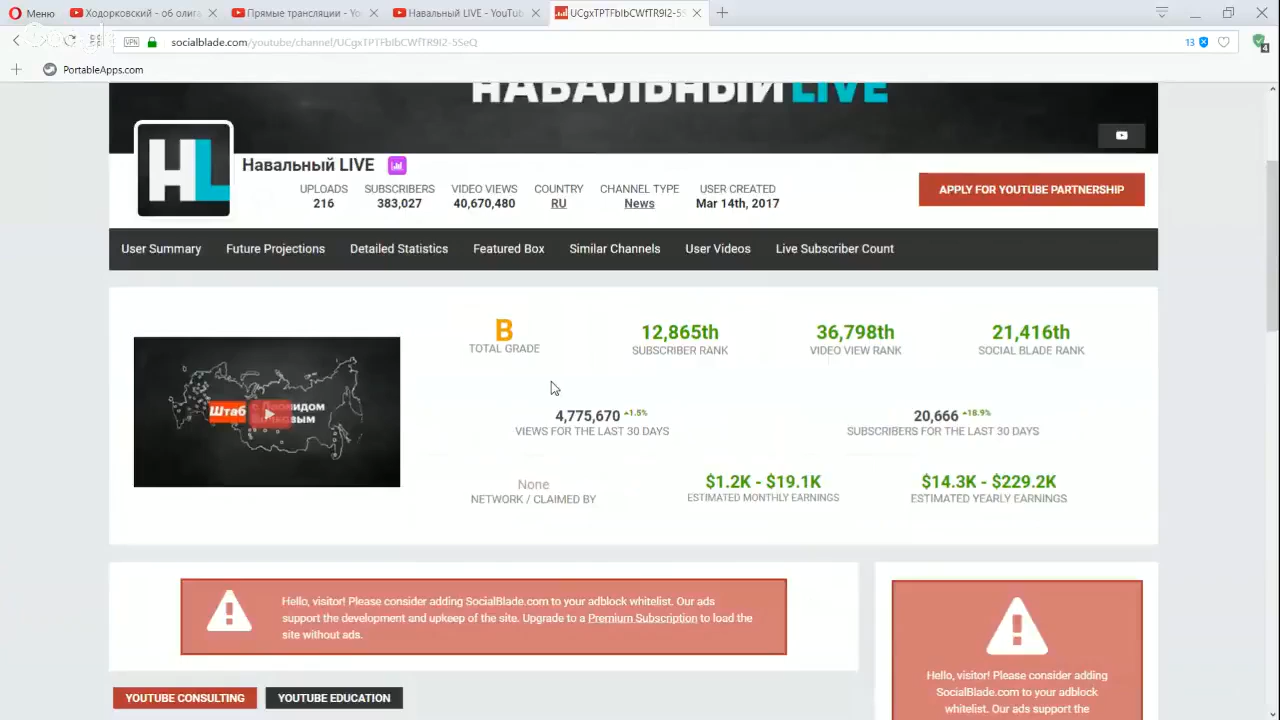 Меню
Ходорковский - об олига
Прямые трансляции - Yo
Навальный LIVE - YouTub
UCgxTPTFbIbCWfTR9I2-5S
VPN
socialblade.com/youtube/channel/UCgxTPTFbIbCWfTR9I2-5SeQ
13
4
PortableApps.com
НАВАЛЬНЫЙLIVE
HL
Навальный LIVE
UPLOADS SUBSCRIBERS VIDEO VIEWS COUNTRY CHANNEL TYPE USER CREATED
216 383,027 40,670,480 RU News Mar 14th, 2017
APPLY FOR YOUTUBE PARTNERSHIP
User Summary Future Projections Detailed Statistics Featured Box Similar Channels User Videos Live Subscriber Count
B 12,865th 36,798th 21,416th
TOTAL GRADE SUBSCRIBER RANK VIDEO VIEW RANK SOCIAL BLADE RANK
Штаб
4,775,670 1.5% 20,666 18.9%
VIEWS FOR THE LAST 30 DAYS SUBSCRIBERS FOR THE LAST 30 DAYS
None $1.2K - $19.1K $14.3K - $229.2K
NETWORK / CLAIMED BY ESTIMATED MONTHLY EARNINGS ESTIMATED YEARLY EARNINGS
Hello, visitor! Please consider adding SocialBlade.com to your adblock whitelist. Our ads
support the development and upkeep of the site. Upgrade to a Premium Subscription to load the
site without ads.
Hello, visitor! Please consider adding
SocialBlade.com to your adblock
whitelist. Our ads support the
YOUTUBE CONSULTING YOUTUBE EDUCATION